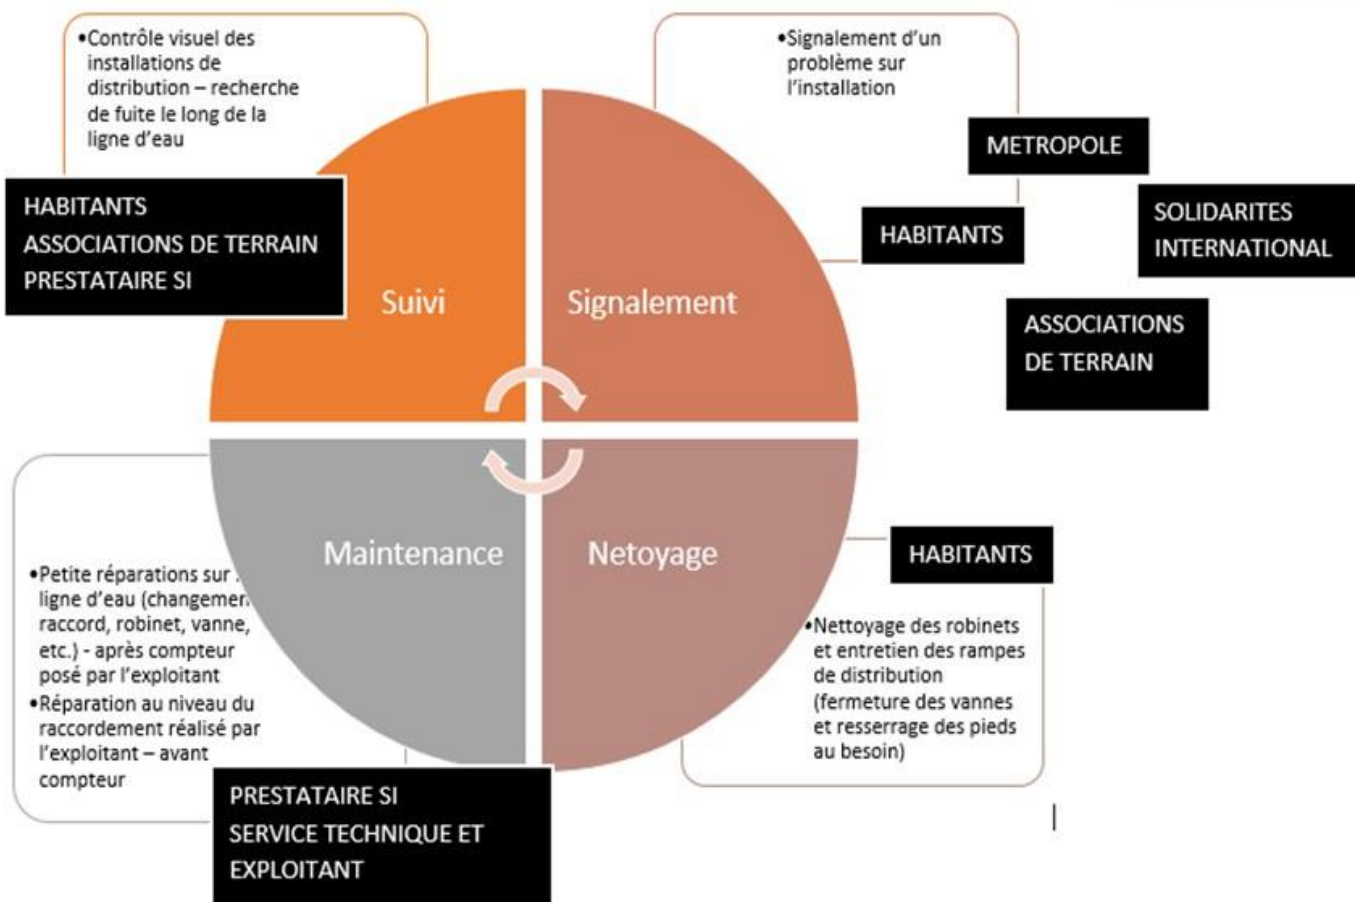 •Contrôle visuel des
installations de
distribution – recherche
de fuite le long de la
ligne d'eau
HABITANTS
ASSOCIATIONS DE TERRAIN
PRESTATAIRE SI
Suivi
•Signalement d'un
problème sur
l'installation
METROPOLE
HABITANTS
SOLIDARITES
INTERNATIONAL
ASSOCIATIONS
DE TERRAIN
Signalement
Maintenance
•Petite réparations sur
ligne d'eau (changemen
raccord, robinet, vanne,
etc.) - après compteur
posé par l'exploitant
•Réparation au niveau du
raccordement réalisé par
l'exploitant – avant
compteur
PRESTATAIRE SI
SERVICE TECHNIQUE ET
EXPLOITANT
Netoyage
HABITANTS
•Nettoyage des robinets
et entretien des rampes
de distribution
(fermeture des vannes
et resserrage des pieds
au besoin)